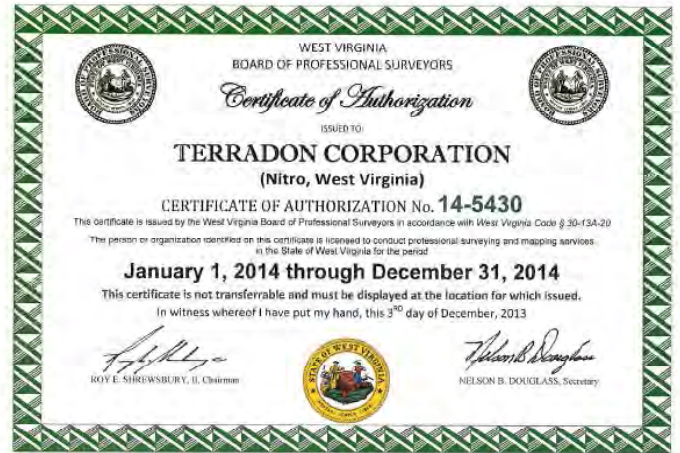 WEST VIRGINIA
BOARD OF PROFESSIONAL SURVEYORS
Certificate of Authorization
ISSUED TO:
TERRADON CORPORATION
(Nitro, West Virginia)
CERTIFICATE OF AUTHORIZATION No. 14-5430
This certificate is issued by the West Virginia Board of Professional Surveyors in accordance with West Virginia Code § 30-13A-20
The person or organization identified on this certificate is licensed to conduct professional surveying and mapping services
in the State of West Virginia for the period
January 1, 2014 through December 31, 2014
This certificate is not transferrable and must be displayed at the location for which issued.
In witness whereof I have put my hand, this 3RD day of December, 2013
STATE OF WEST VIRGINIA
ROY E. SHREWSBURY, II, Chairman
NELSON B. DOUGLASS, Secretary